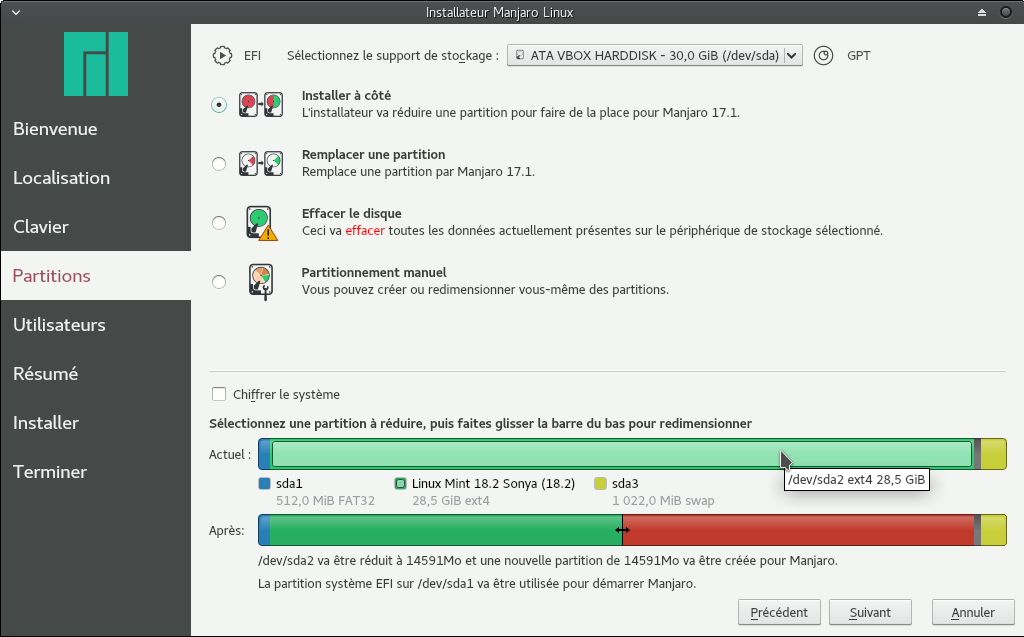 Installateur Manjaro Linux
EFI Sélectionnez le support de stockage : ATA VBOX HARDDISK - 30,0 GiB (/dev/sda) GPT
Bienvenue
Localisation
Clavier
Partitions
Utilisateurs
Résumé
Installer
Terminer
Installer à côté
L'installateur va réduire une partition pour faire de la place pour Manjaro 17.1.
Remplacer une partition
Remplace une partition par Manjaro 17.1.
Effacer le disque
Ceci va effacer toutes les données actuellement présentes sur le périphérique de stockage sélectionné.
Partitionnement manuel
Vous pouvez créer ou redimensionner vous-même des partitions.
Chiffrer le système
Sélectionnez une partition à réduire, puis faites glisser la barre du bas pour redimensionner
Actuel :
/dev/sda2 ext4 28,5 GiB
sda1 Linux Mint 18.2 Sonya (18.2) sda3
512,0 MiB FAT32 28,5 GiB ext4 1 022,0 MiB swap
Après:
/dev/sda2 va être réduit à 14591Mo et une nouvelle partition de 14591Mo va être créée pour Manjaro.
La partition système EFI sur /dev/sda1 va être utilisée pour démarrer Manjaro.
Précédent Suivant Annuler